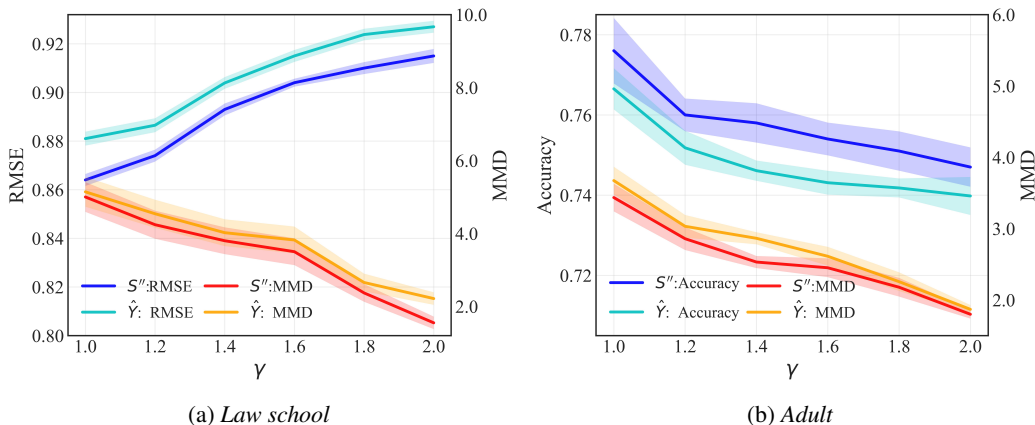 10.0
6.0
0.92
0.78
8.0
5.0
0.90
0.76
RMSE
0.88
6.0
MMD
Accuracy
4.0
MMD
0.86
0.74
3.0
4.0
0.84
0.72
0.82
S′′:RMSE
S′′:MMD
S′′:Accuracy
S′′:MMD
2.0
2.0
Ŷ: RMSE
Ŷ: MMD
Ŷ: Accuracy
Ŷ: MMD
0.80
1.0 1.2 1.4 1.6 1.8 2.0
1.0 1.2 1.4 1.6 1.8 2.0
γ
γ
(a) Law school
(b) Adult